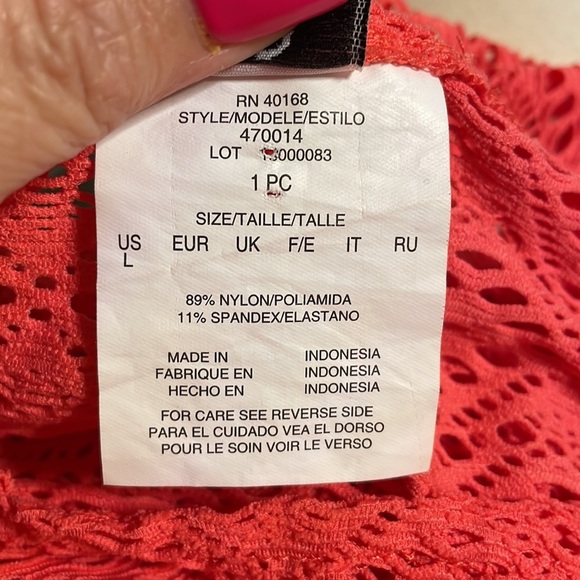 RN 40168
STYLE/MODELE/ESTILO
470014
LOT 000083
1 PC
SIZE/TAILLE/TALLE
US EUR UK F/E IT RU
L
89% NYLON/POLIAMIDA
11% SPANDEX/ELASTANO
MADE IN INDONESIA
FABRIQUE EN INDONESIA
HECHO EN INDONESIA
FOR CARE SEE REVERSE SIDE
PARA EL CUIDADO VEA EL DORSO
POUR LE SOIN VOIR LE VERSO